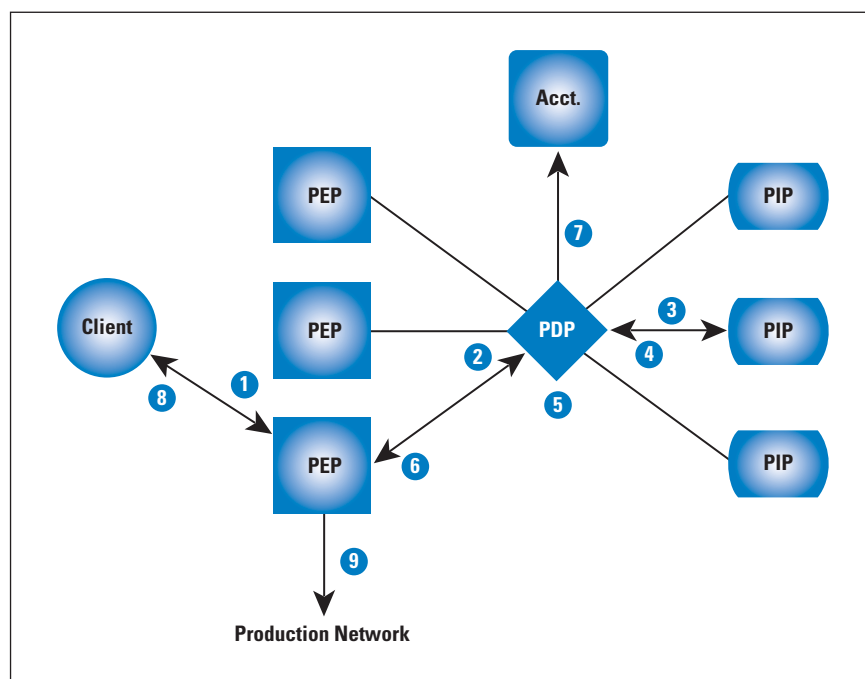 Acct.
PEP
PIP
7
Client
PEP
PDP
3
PIP
2
4
1
8
5
PEP
6
PIP
9
Production Network